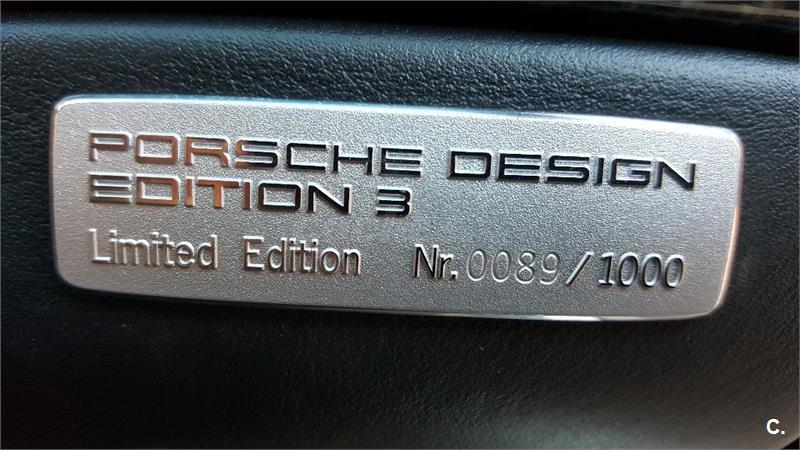 PORSCHE DESIGN
EDITION 3
Limited Edition Nr. 0089/1000
C.